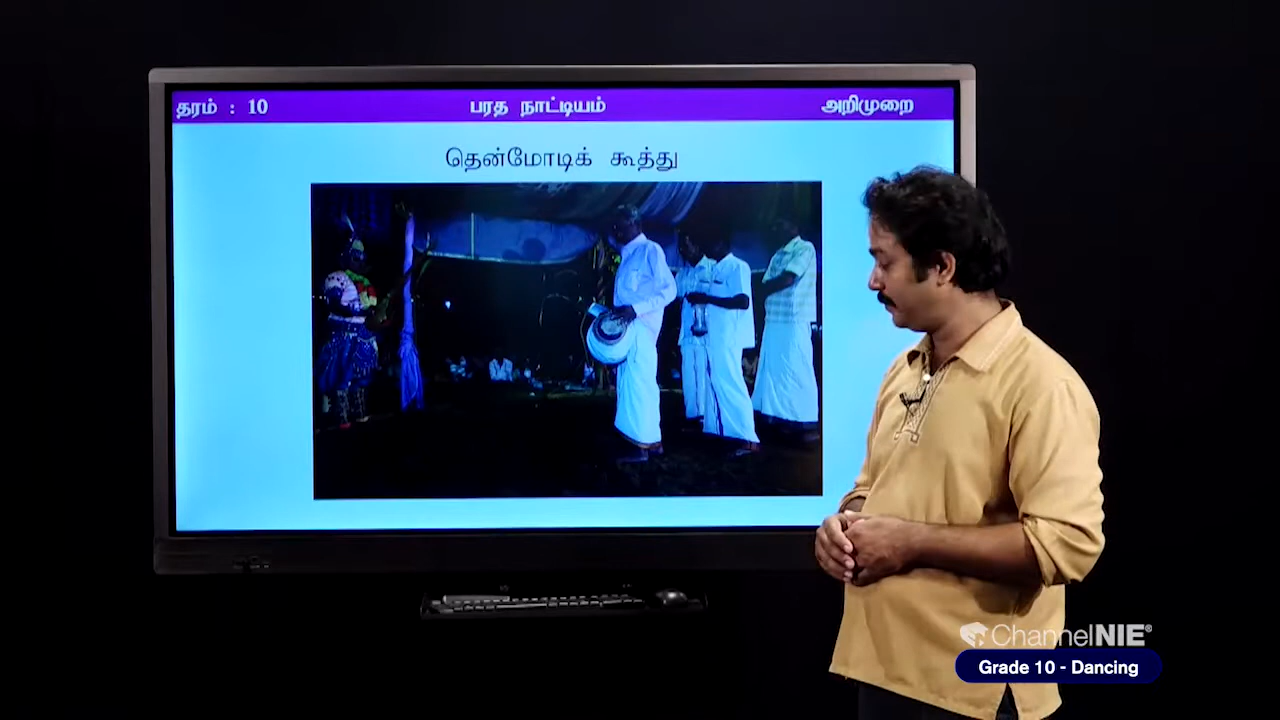 தரம் : 10 பரத நாட்டியம் அறிமுறை
தென்மோடிக் கூத்து
ChannelNIE®
Grade 10 - Dancing